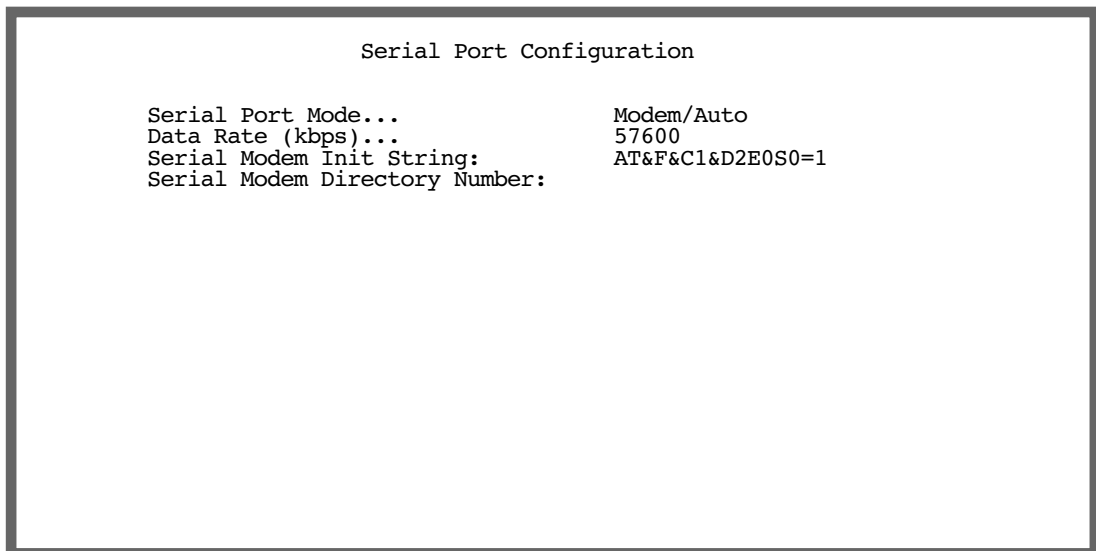 Serial Port Configuration
Serial Port Mode... Modem/Auto
Data Rate (kbps)... 57600
Serial Modem Init String: AT&F&C1&D2E0S0=1
Serial Modem Directory Number: